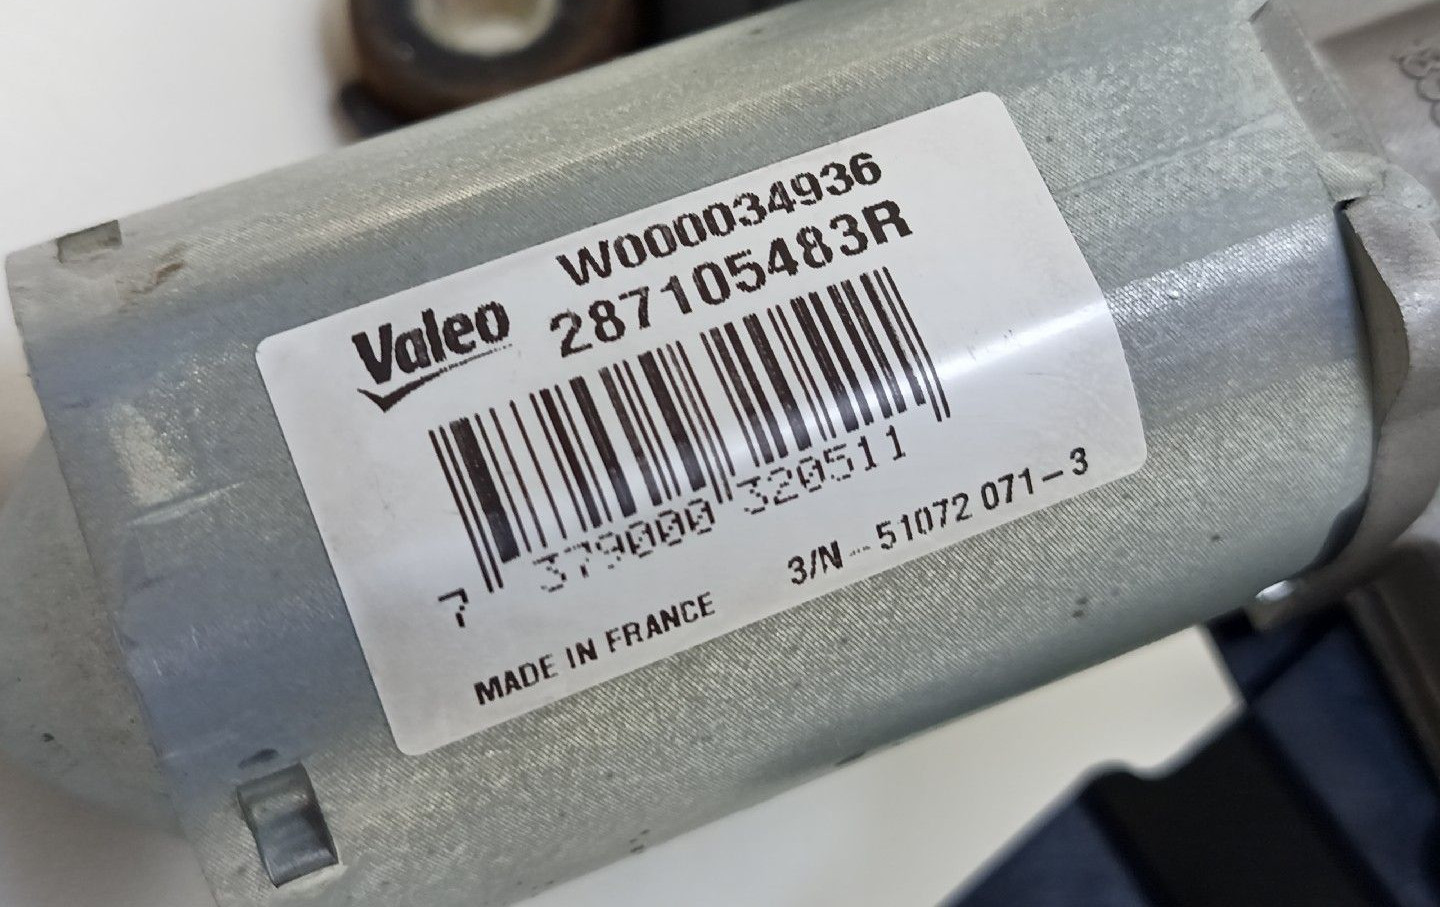 W000034936
Valeo 287105483R
7 379000 320511
MADE IN FRANCE 3/N - 51072 071-3